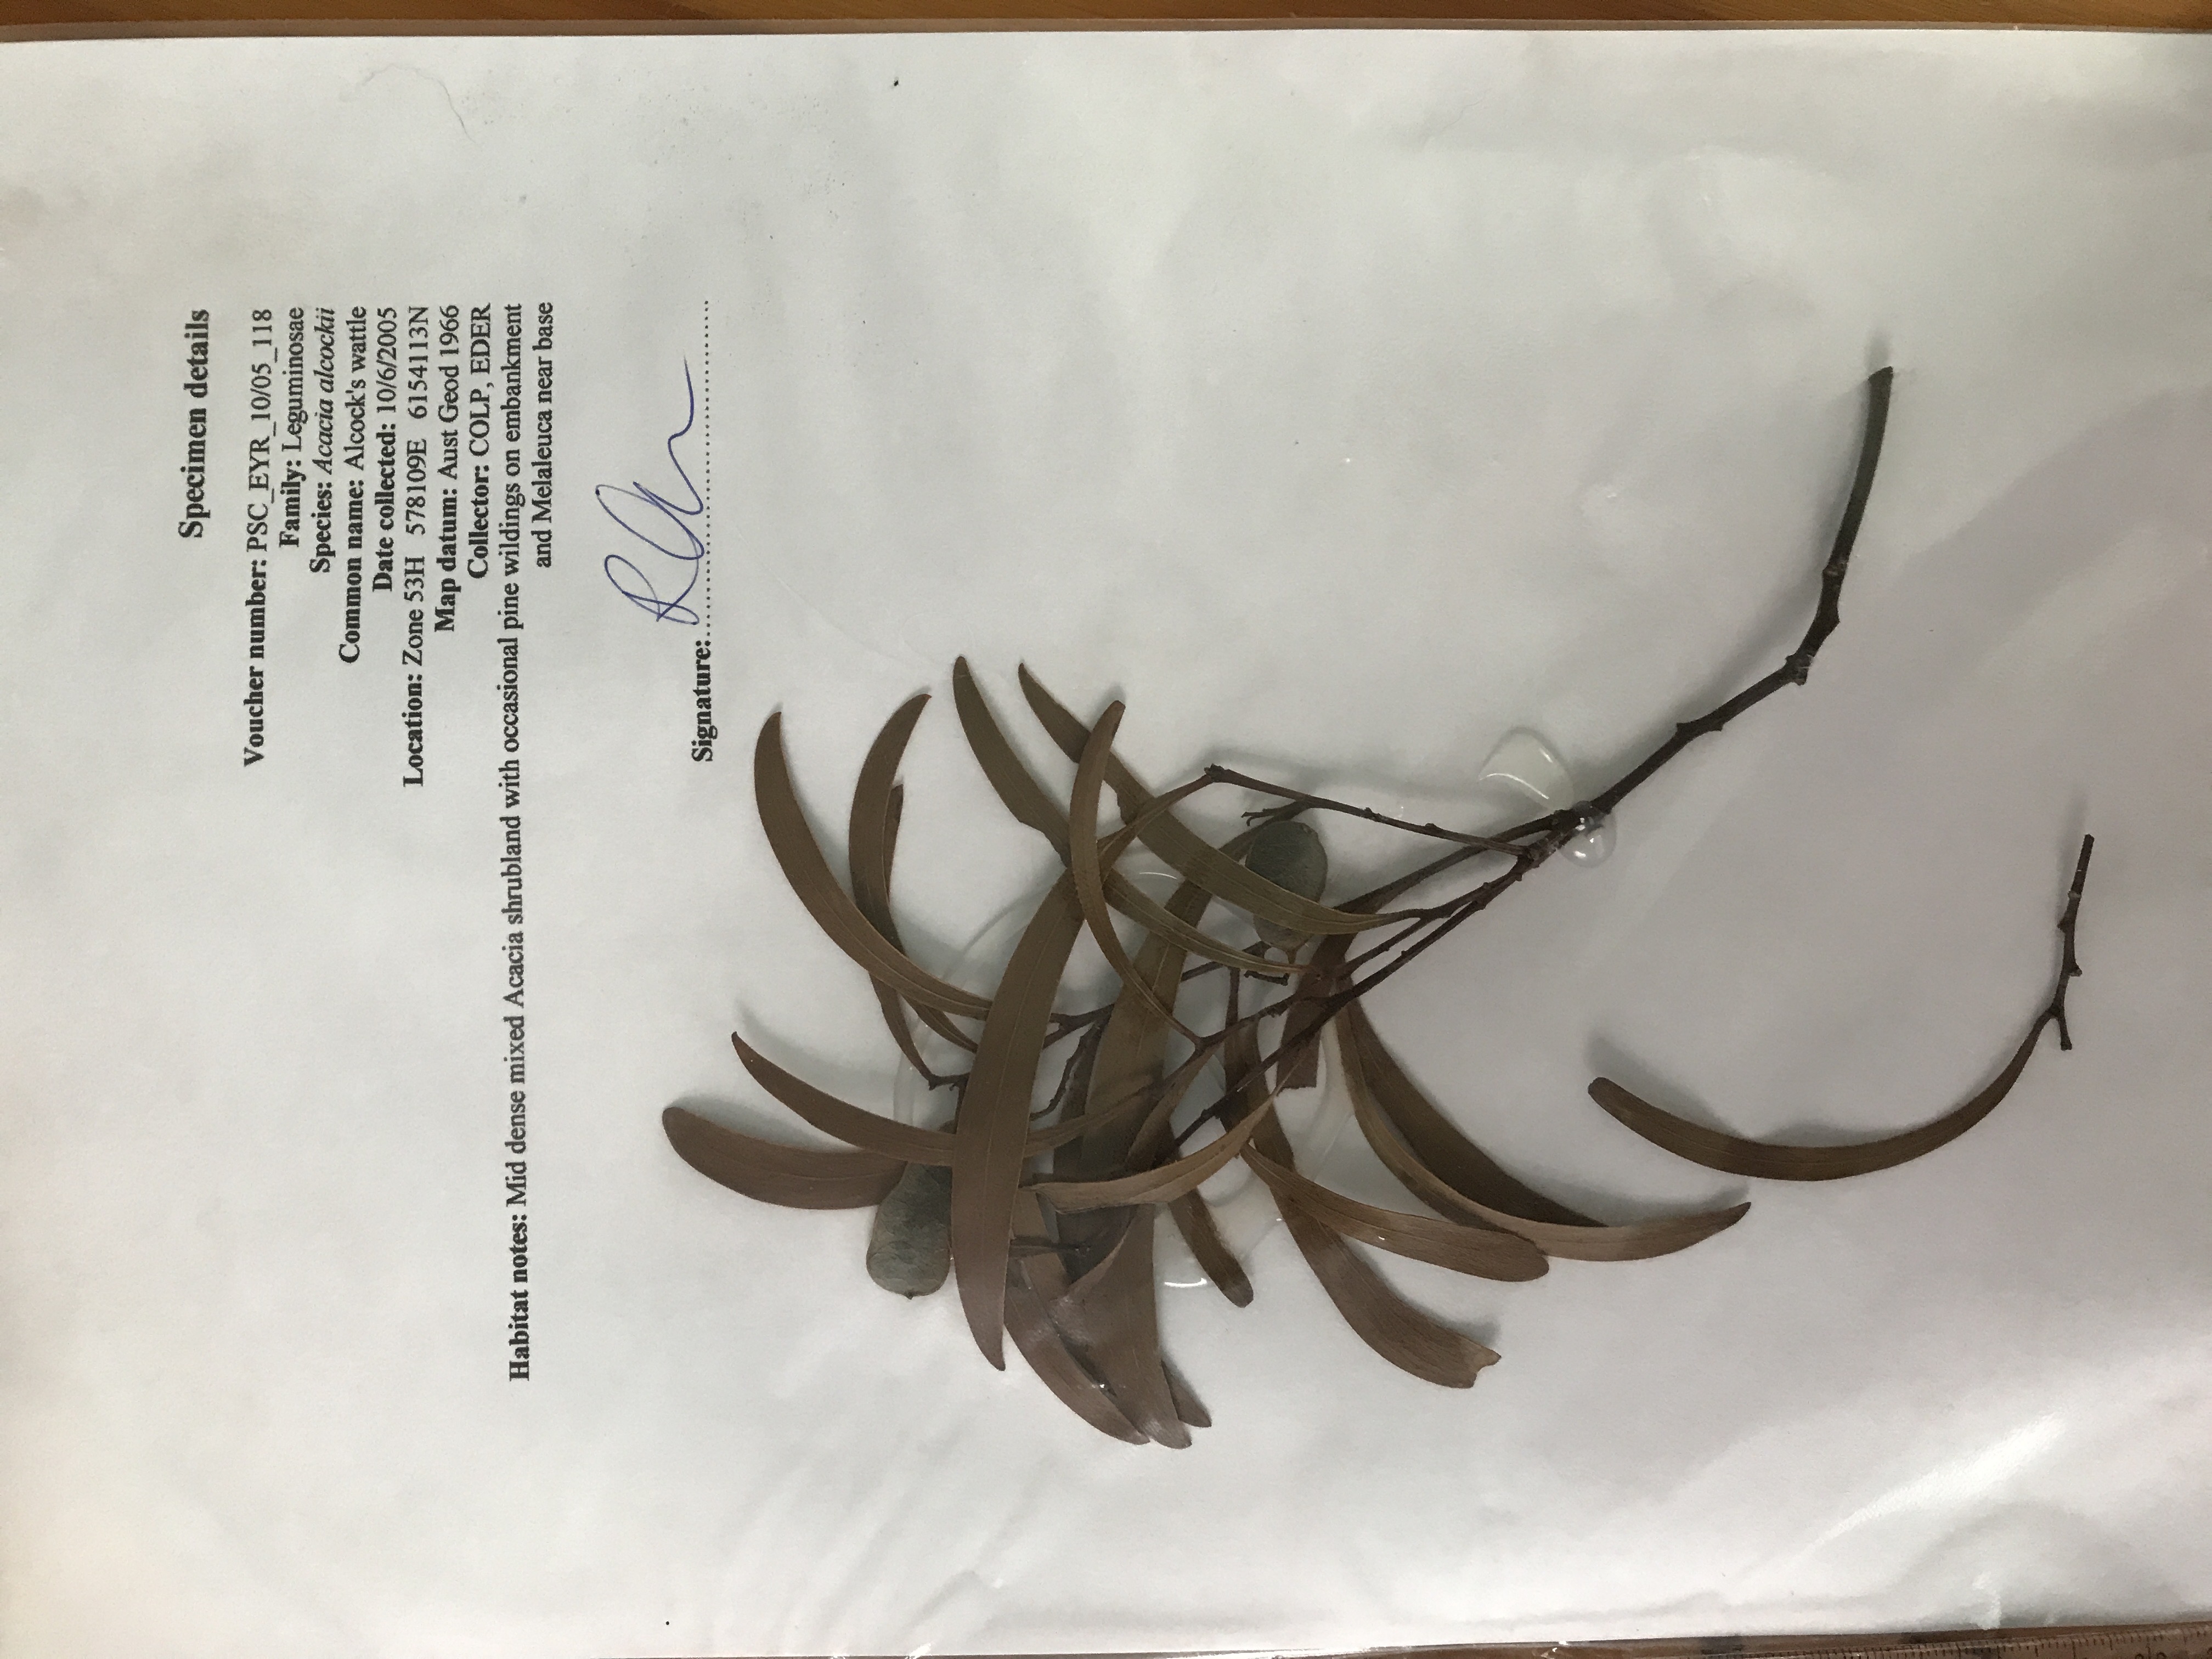 Specimen details
Voucher number: PSC_EYR_10/05_118
Family: Leguminosae
Species: Acacia alcockii
Common name: Alcock's wattle
Date collected: 10/6/2005
Location: Zone 53H 578109E 6154113N
Map datum: Aust Geod 1966
Collector: COLP, EDER
Habitat notes: Mid dense mixed Acacia shrubland with occasional pine wildings on embankment
and Melaleuca near base
Signature: